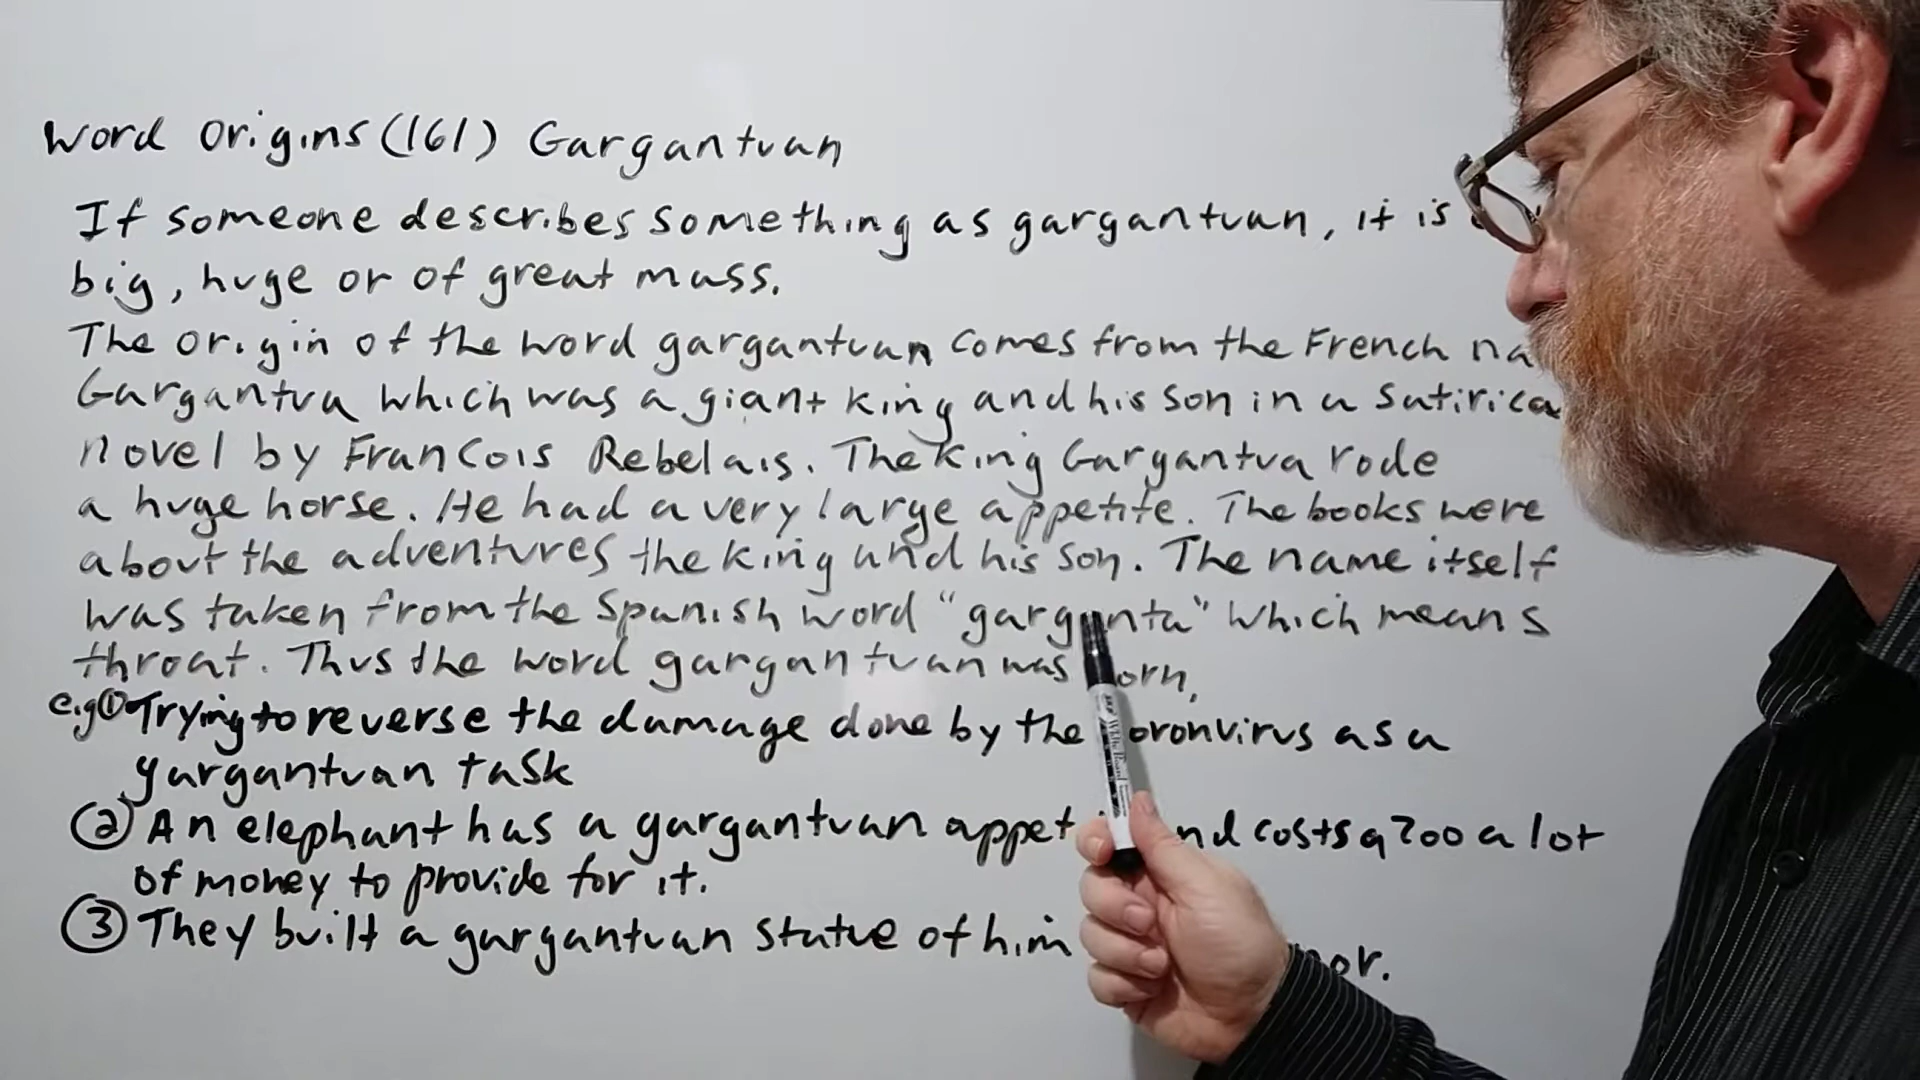 Word Origins (161) Gargantuan
If someone describes something as gargantuan, it is
big, huge or of great mass.
The origin of the word gargantuan comes from the French na
Gargantua which was a giant king and his son in a satirica
novel by Francois Rebelais. The king Gargantua rode
a huge horse. He had a very large appetite. The books were
about the adventures the king and his son. The name itself
was taken from the Spanish word "garganta" which means
throat. Thus the word gargantuan was orn.
e.g ① Trying to reverse the damage done by the oronvirus as a
gargantuan task
② An elephant has a gargantuan appet nd costs a zoo a lot
of money to provide for it.
③ They built a gargantuan statue of him nor.